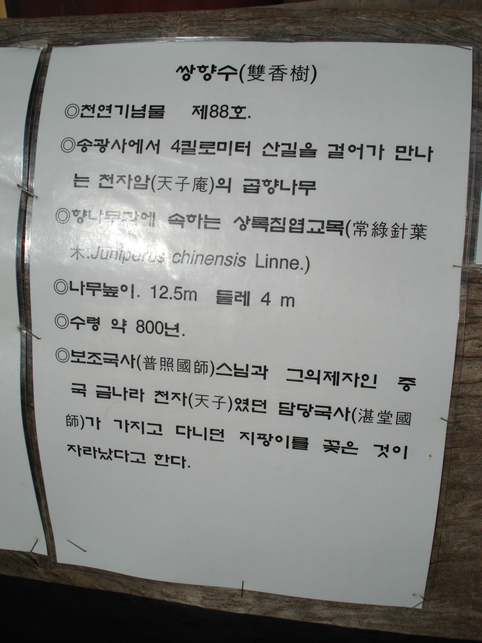 쌍향수(雙香樹)
◎천연기념물 제88호.
◎송광사에서 4킬로미터 산길을 걸어가 만나
는 천자암(天子庵)의 곱향나무
◎향나무과에 속하는 상록침엽교목(常綠針葉
木:Juniperus chinensis Linne.)
◎나무높이. 12.5m 둘레 4 m
◎수령 약 800년.
◎보조국사(普照國師)스님과 그의제자인 중
국 금나라 천자(天子)였던 담당국사(湛堂國
師)가 가지고 다니던 지팡이를 꽂은 것이
자라났다고 한다.